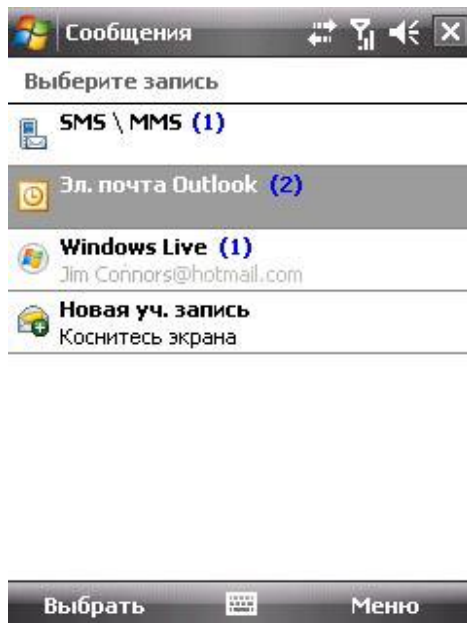 Сообщения
Выберите запись
SMS \ MMS (1)
Эл. почта Outlook (2)
Windows Live (1)
Jim Connors@hotmail.com
Новая уч. запись
Коснитесь экрана
Выбрать Меню